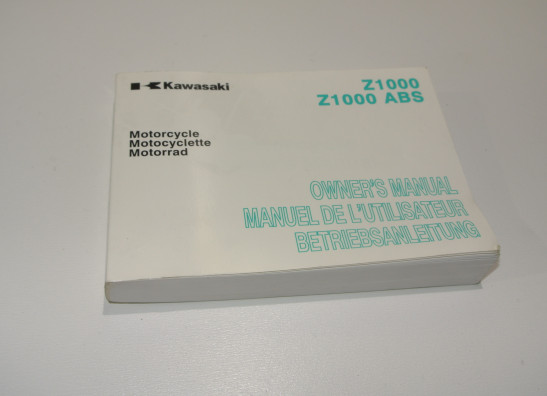 Kawasaki
Z1000
Z1000 ABS
Motorcycle
Motocyclette
Motorrad
OWNER'S MANUAL
MANUEL DE L'UTILISATEUR
BETRIEBSANLEITUNG